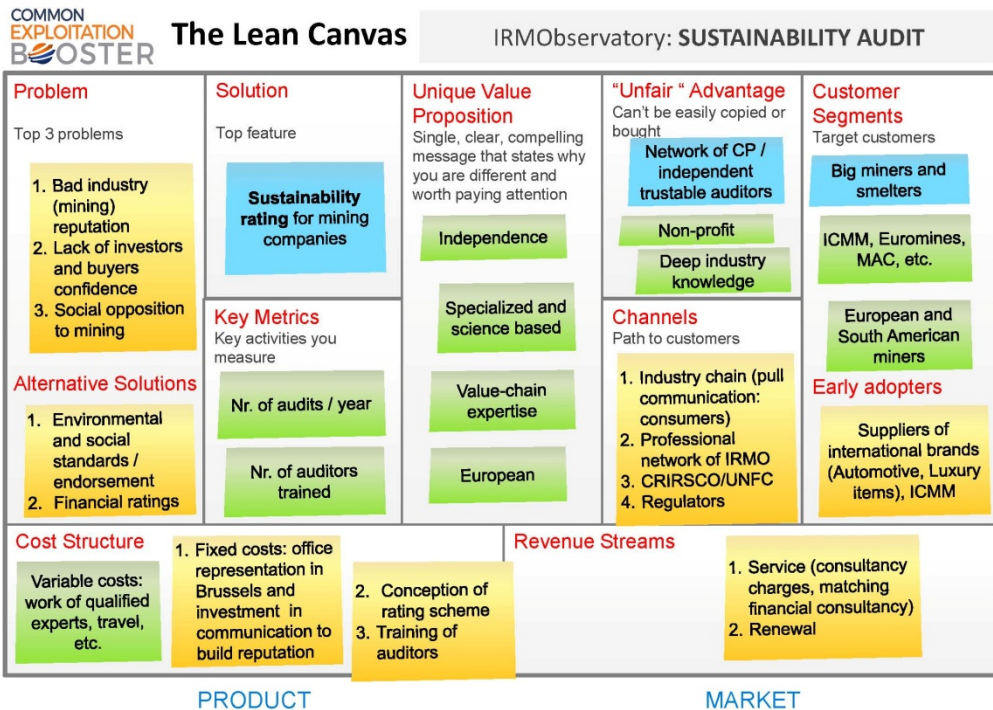 COMMON
EXPLOITATION
BOOSTER
The Lean Canvas
IRMObservatory: SUSTAINABILITY AUDIT
Problem
Top 3 problems
1. Bad industry
(mining)
reputation
2. Lack of investors
and buyers
confidence
3. Social opposition
to mining
Alternative Solutions
1. Environmental
and social
standards /
endorsement
2. Financial ratings
Solution
Top feature
Sustainability
rating for mining
companies
Key Metrics
Key activities you
measure
Nr. of audits / year
Nr. of auditors
trained
Unique Value
Proposition
Single, clear, compelling
message that states why
you are different and
worth paying attention
Independence
Specialized and
science based
Value-chain
expertise
European
"Unfair " Advantage
Can't be easily copied or
bought
Network of CP /
independent
trustable auditors
Non-profit
Deep industry
knowledge
Channels
Path to customers
1. Industry chain (pull
communication:
consumers)
2. Professional
network of IRMO
3. CRIRSCO/UNFC
4. Regulators
Customer
Segments
Target customers
Big miners and
smelters
ICMM, Euromines,
MAC, etc.
European and
South American
miners
Early adopters
Suppliers of
international brands
(Automotive, Luxury
items), ICMM
Cost Structure
Variable costs:
work of qualified
experts, travel,
etc.
1. Fixed costs: office
representation in
Brussels and
investment in
communication to
build reputation
2. Conception of
rating scheme
3. Training of
auditors
Revenue Streams
1. Service (consultancy
charges, matching
financial consultancy)
2. Renewal
PRODUCT
MARKET